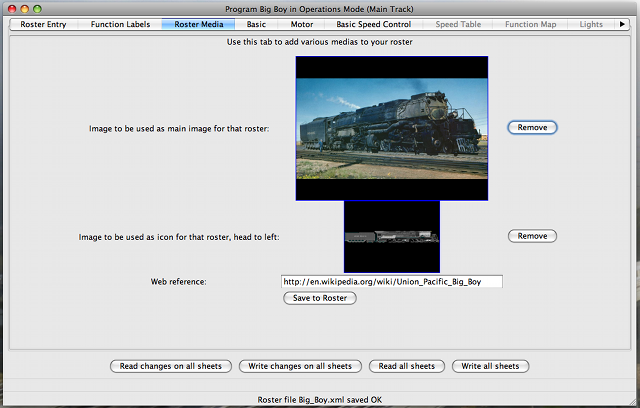 Program Big Boy in Operations Mode (Main Track)
Roster Entry Function Labels Roster Media Basic Motor Basic Speed Control Speed Table Function Map Lights
Use this tab to add various medias to your roster
Image to be used as main image for that roster: Remove
Image to be used as icon for that roster, head to left: Remove
Web reference: http://en.wikipedia.org/wiki/Union_Pacific_Big_Boy
Save to Roster
Read changes on all sheets Write changes on all sheets Read all sheets Write all sheets
Roster file Big_Boy.xml saved OK